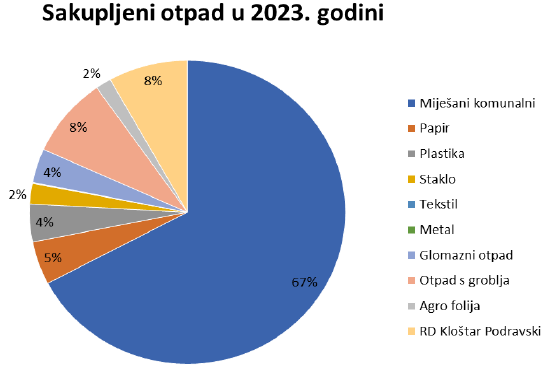 Sakupljeni otpad u 2023. godini
2%
8%
8%
4%
2%
4%
5%
67%
Miješani komunalni
Papir
Plastika
Staklo
Tekstil
Metal
Glomazni otpad
Otpad s groblja
Agro folija
RD Kloštar Podravski